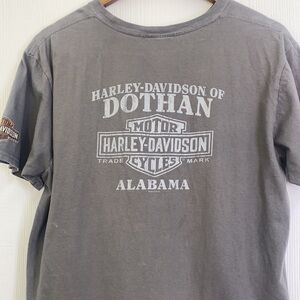 HARLEY-DAVIDSON OF
DOTHAN
MOTOR
HARLEY-DAVIDSON
TRADE MARK
CYCLES
ALABAMA